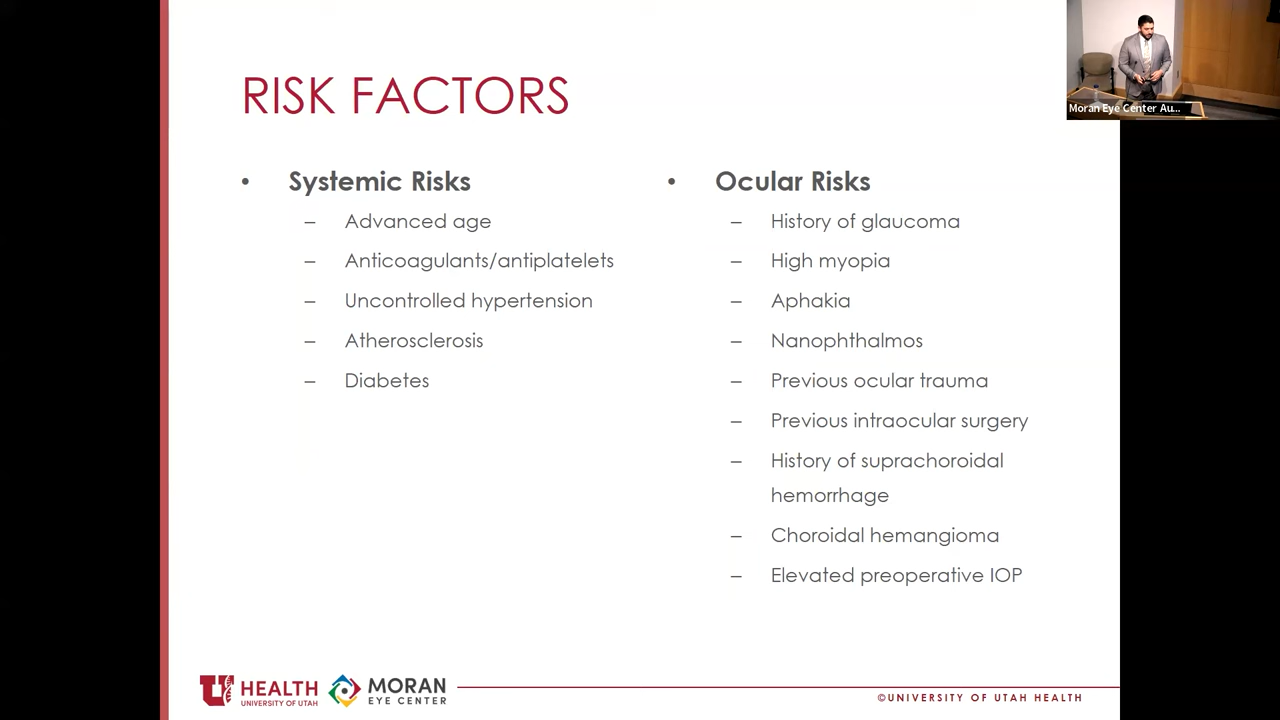 RISK FACTORS
• Systemic Risks
– Advanced age
– Anticoagulants/antiplatelets
– Uncontrolled hypertension
– Atherosclerosis
– Diabetes
• Ocular Risks
– History of glaucoma
– High myopia
– Aphakia
– Nanophthalmos
– Previous ocular trauma
– Previous intraocular surgery
– History of suprachoroidal
hemorrhage
– Choroidal hemangioma
– Elevated preoperative IOP
Moran Eye Center Au...
U HEALTH
UNIVERSITY OF UTAH
MORAN
EYE CENTER
©UNIVERSITY OF UTAH HEALTH